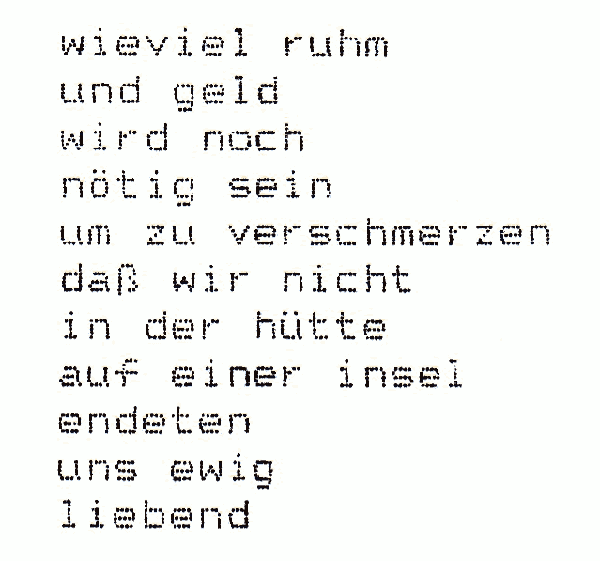 wieviel ruhm
und geld
wird noch
nötig sein
um zu verschmerzen
daß wir nicht
in der hütte
auf einer insel
endeten
uns ewig
liebend